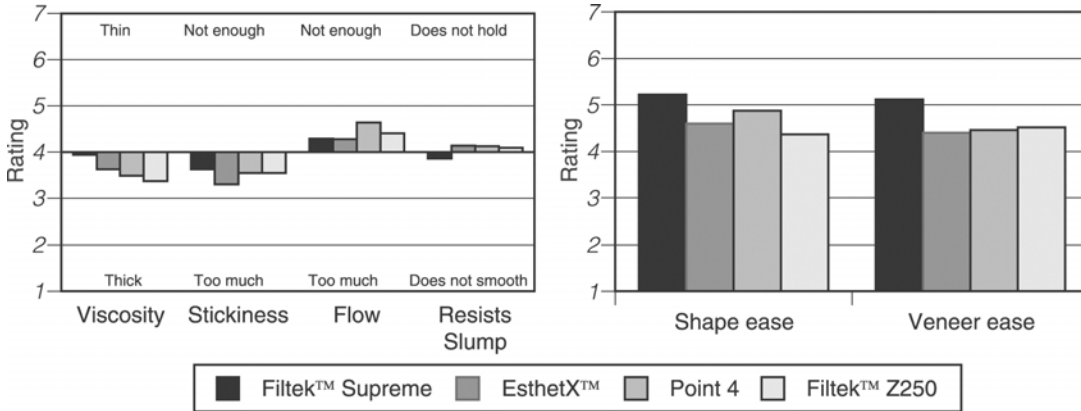 7
6
5
4
3
2
1
Rating
Thin
Not enough
Not enough
Does not hold
Thick
Too much
Too much
Does not smooth
Viscosity
Stickiness
Flow
Resists
Slump
7
6
5
4
3
2
1
Rating
Shape ease
Veneer ease
Filtek™ Supreme
EsthetX™
Point 4
Filtek™ Z250